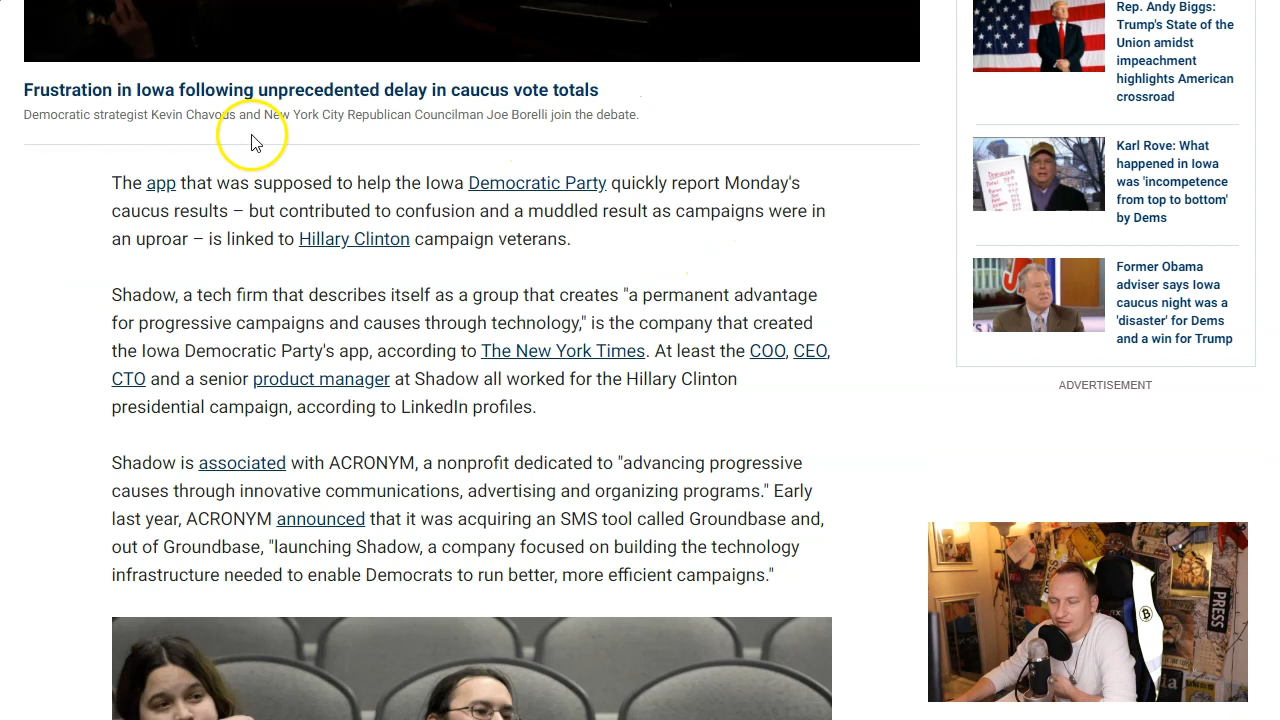 Frustration in Iowa following unprecedented delay in caucus vote totals
Democratic strategist Kevin Chavous and New York City Republican Councilman Joe Borelli join the debate.
The app that was supposed to help the Iowa Democratic Party quickly report Monday's
caucus results – but contributed to confusion and a muddled result as campaigns were in
an uproar – is linked to Hillary Clinton campaign veterans.
Shadow, a tech firm that describes itself as a group that creates "a permanent advantage
for progressive campaigns and causes through technology," is the company that created
the Iowa Democratic Party's app, according to The New York Times. At least the COO, CEO,
CTO and a senior product manager at Shadow all worked for the Hillary Clinton
presidential campaign, according to LinkedIn profiles.
Shadow is associated with ACRONYM, a nonprofit dedicated to "advancing progressive
causes through innovative communications, advertising and organizing programs." Early
last year, ACRONYM announced that it was acquiring an SMS tool called Groundbase and,
out of Groundbase, "launching Shadow, a company focused on building the technology
infrastructure needed to enable Democrats to run better, more efficient campaigns."
Rep. Andy Biggs:
Trump's State of the
Union amidst
impeachment
highlights American
crossroad
Karl Rove: What
happened in Iowa
was 'incompetence
from top to bottom'
by Dems
Former Obama
adviser says Iowa
caucus night was a
'disaster' for Dems
and a win for Trump
ADVERTISEMENT
PRESS